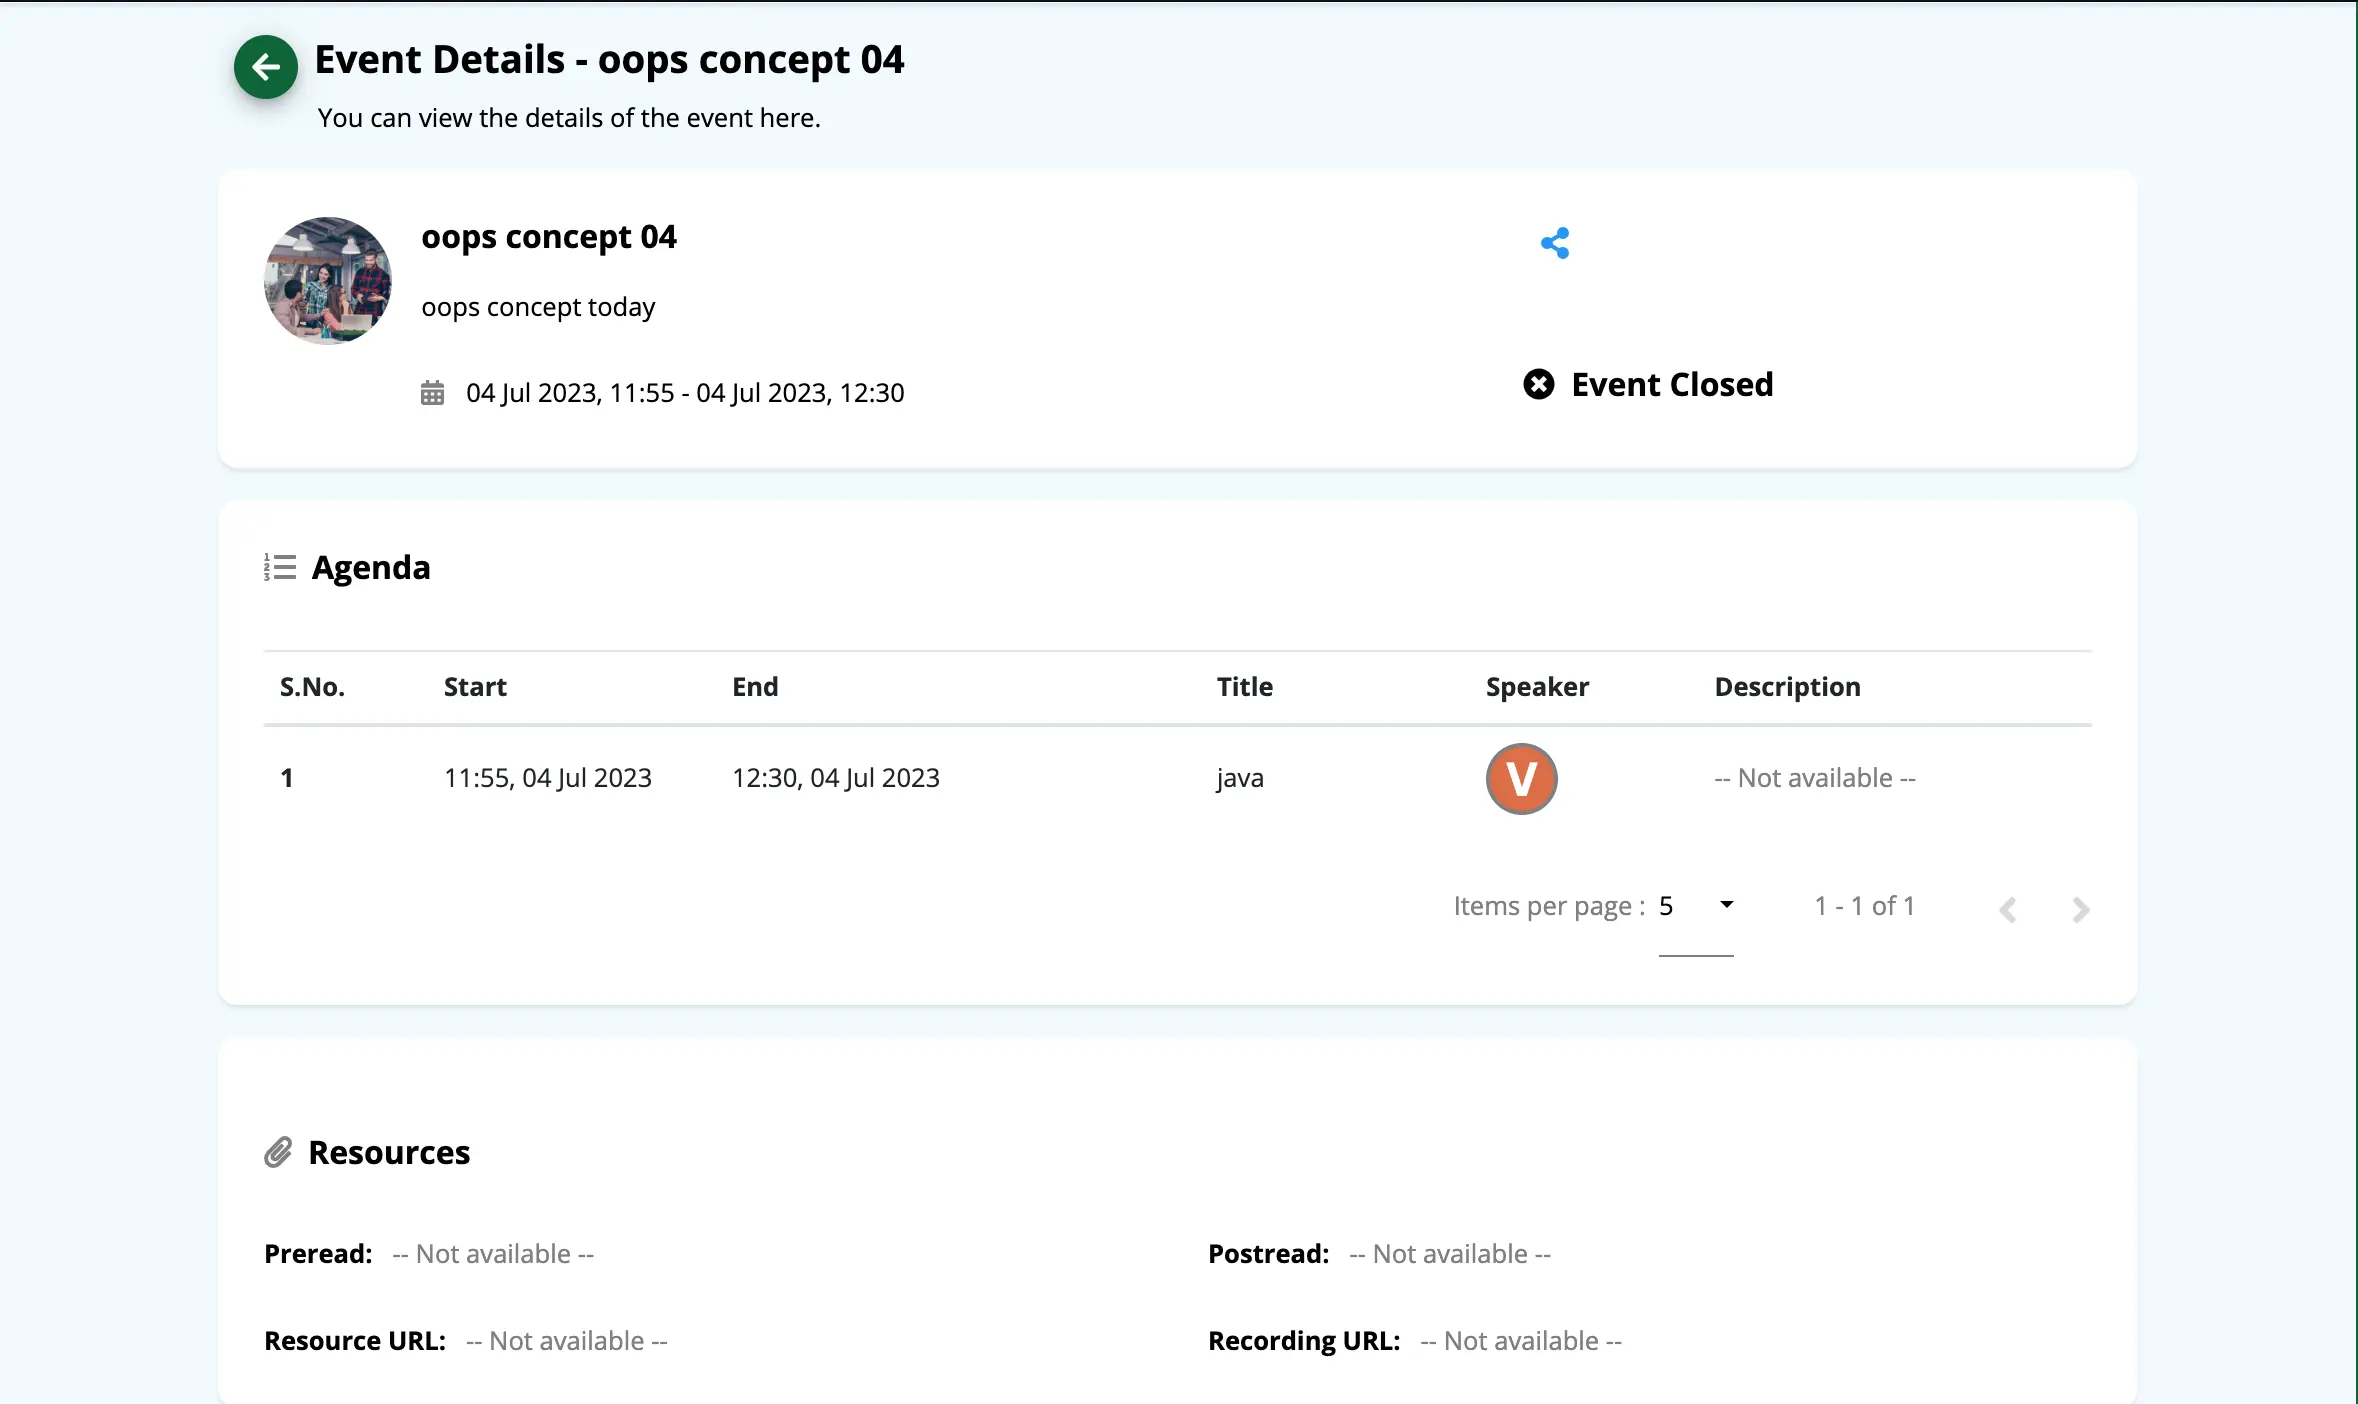 Event Details - oops concept 04
You can view the details of the event here.
oops concept 04
oops concept today
04 Jul 2023, 11:55 - 04 Jul 2023, 12:30
Event Closed
Agenda
S.No. Start End Title Speaker Description
1 11:55, 04 Jul 2023 12:30, 04 Jul 2023 java V -- Not available --
Items per page : 5 1 - 1 of 1
Resources
Preread: -- Not available -- Postread: -- Not available --
Resource URL: -- Not available -- Recording URL: -- Not available --